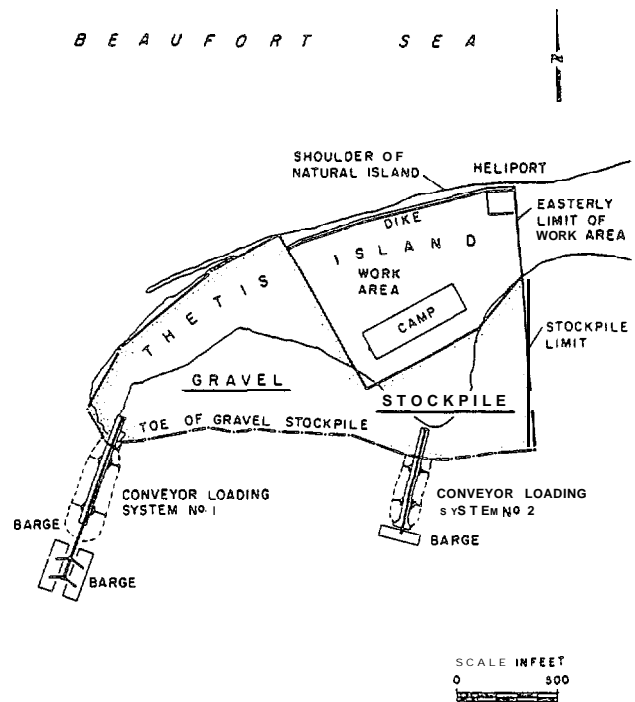 BEAUFORT SEA
N
SHOULDER OF
NATURAL ISLAND
HELIPORT
EASTERLY
LIMIT OF
WORK AREA
DIKE
THETIS ISLAND
WORK
AREA
CAMP
STOCKPILE
LIMIT
GRAVEL STOCKPILE
TOE OF GRAVEL STOCKPILE
CONVEYOR LOADING
SYSTEM No. 1
CONVEYOR LOADING
SYSTEM No 2
BARGE
BARGE
BARGE
SCALE IN FEET
0 500